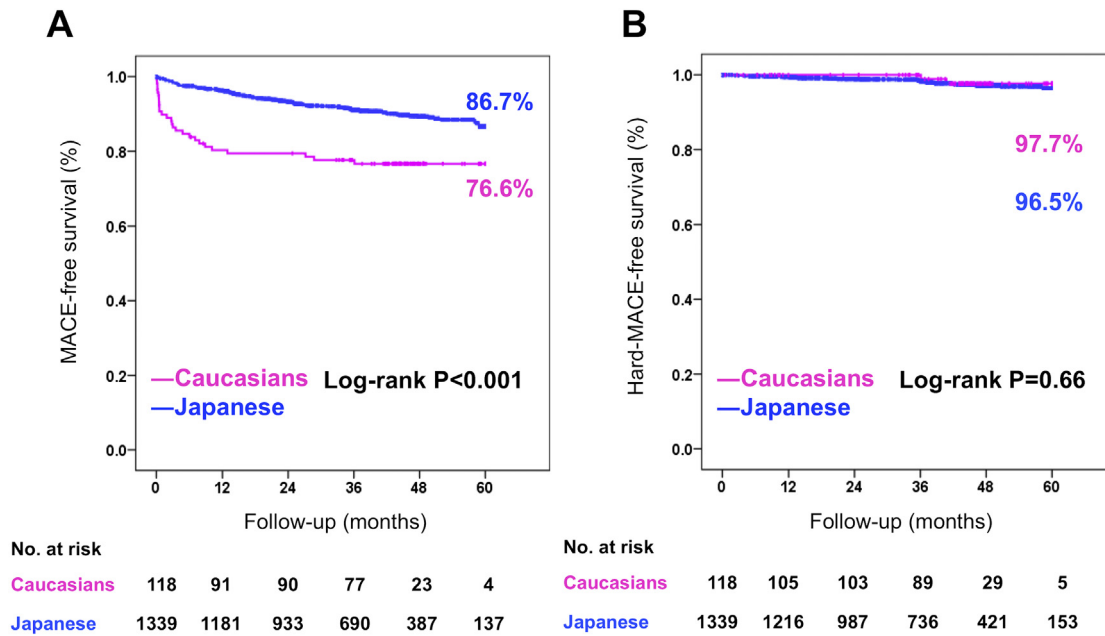 A
MACE-free survival (%)
1.0
0.8
0.6
0.4
0.2
0.0
86.7%
76.6%
—Caucasians Log-rank P<0.001
—Japanese
0 12 24 36 48 60
Follow-up (months)
No. at risk
Caucasians 118 91 90 77 23 4
Japanese 1339 1181 933 690 387 137
B
Hard-MACE-free survival (%)
1.0
0.8
0.6
0.4
0.2
0.0
97.7%
96.5%
—Caucasians Log-rank P=0.66
—Japanese
0 12 24 36 48 60
Follow-up (months)
No. at risk
Caucasians 118 105 103 89 29 5
Japanese 1339 1216 987 736 421 153